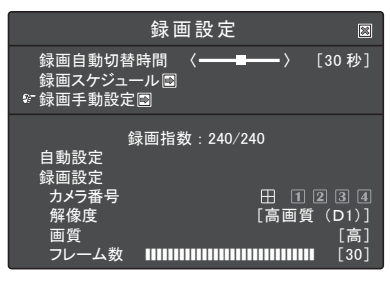 録画設定
録画自動切替時間 〈 〉 [30 秒]
録画スケジュール
録画手動設定
録画指数:240/240
自動設定
録画設定
カメラ番号 1 2 3 4
解像度 [高画質(D1)]
画質 [高]
フレーム数 [30]